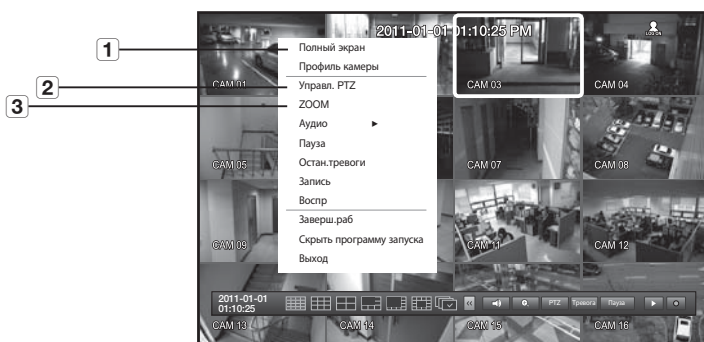 2011-01-01 01:10:25 PM
LOG ON
1
2
3
Полный экран
Профиль камеры
Управл. PTZ
ZOOM
Аудио ►
Пауза
Остан.тревоги
Запись
Воспр
Заверш.раб
Скрыть программу запуска
Выход
CAM 01
CAM 03
CAM 04
CAM 05
CAM 07
CAM 08
CAM 09
CAM 11
CAM 12
2011-01-01
01:10:25
PTZ
Тревога
Пауза
CAM 13
CAM 14
CAM 15
CAM 16